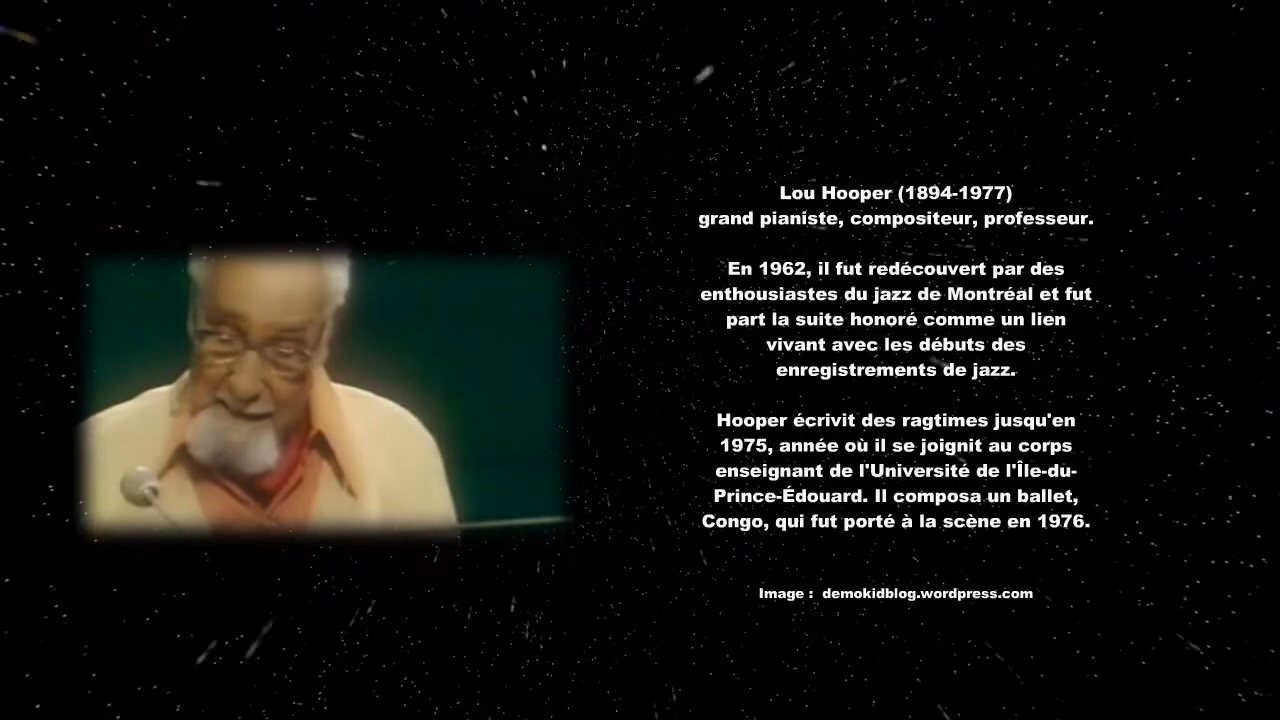 Lou Hooper (1894-1977)
grand pianiste, compositeur, professeur.
En 1962, il fut redécouvert par des
enthousiastes du jazz de Montréal et fut
part la suite honoré comme un lien
vivant avec les débuts des
enregistrements de jazz.
Hooper écrivit des ragtimes jusqu'en
1975, année où il se joignit au corps
enseignant de l'Université de l'Île-du-
Prince-Édouard. Il composa un ballet,
Congo, qui fut porté à la scène en 1976.
Image : demokidblog.wordpress.com